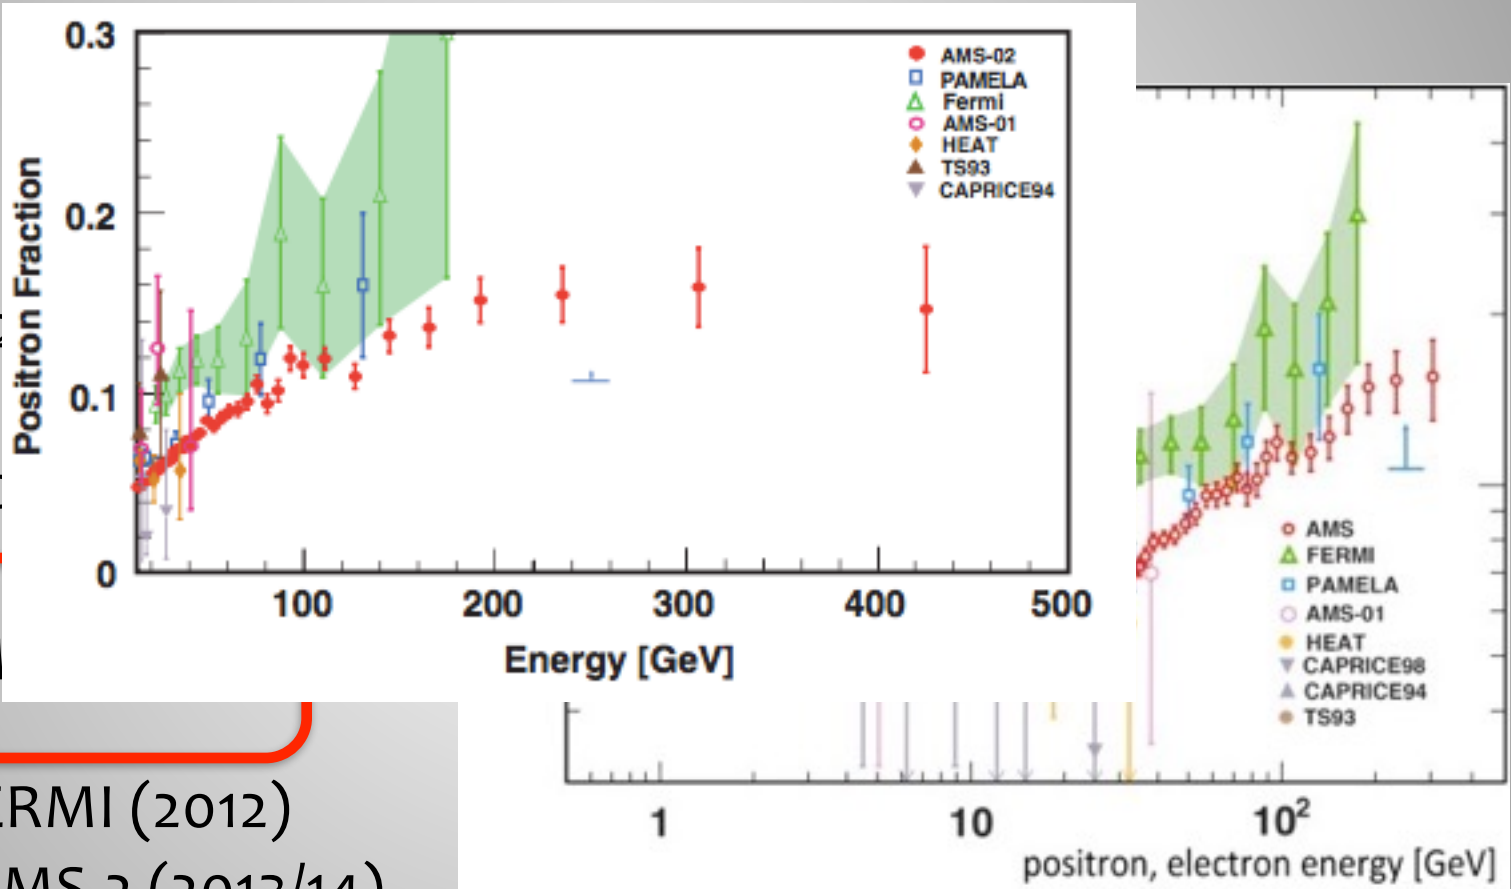 0.3
0.2
0.1
0
Positron Fraction
AMS-02
PAMELA
Fermi
AMS-01
HEAT
TS93
CAPRICE94
100 200 300 400 500
Energy [GeV]
AMS
FERMI
PAMELA
AMS-01
HEAT
CAPRICE98
CAPRICE94
TS93
1 10 10²
positron, electron energy [GeV]
ERMI (2012)